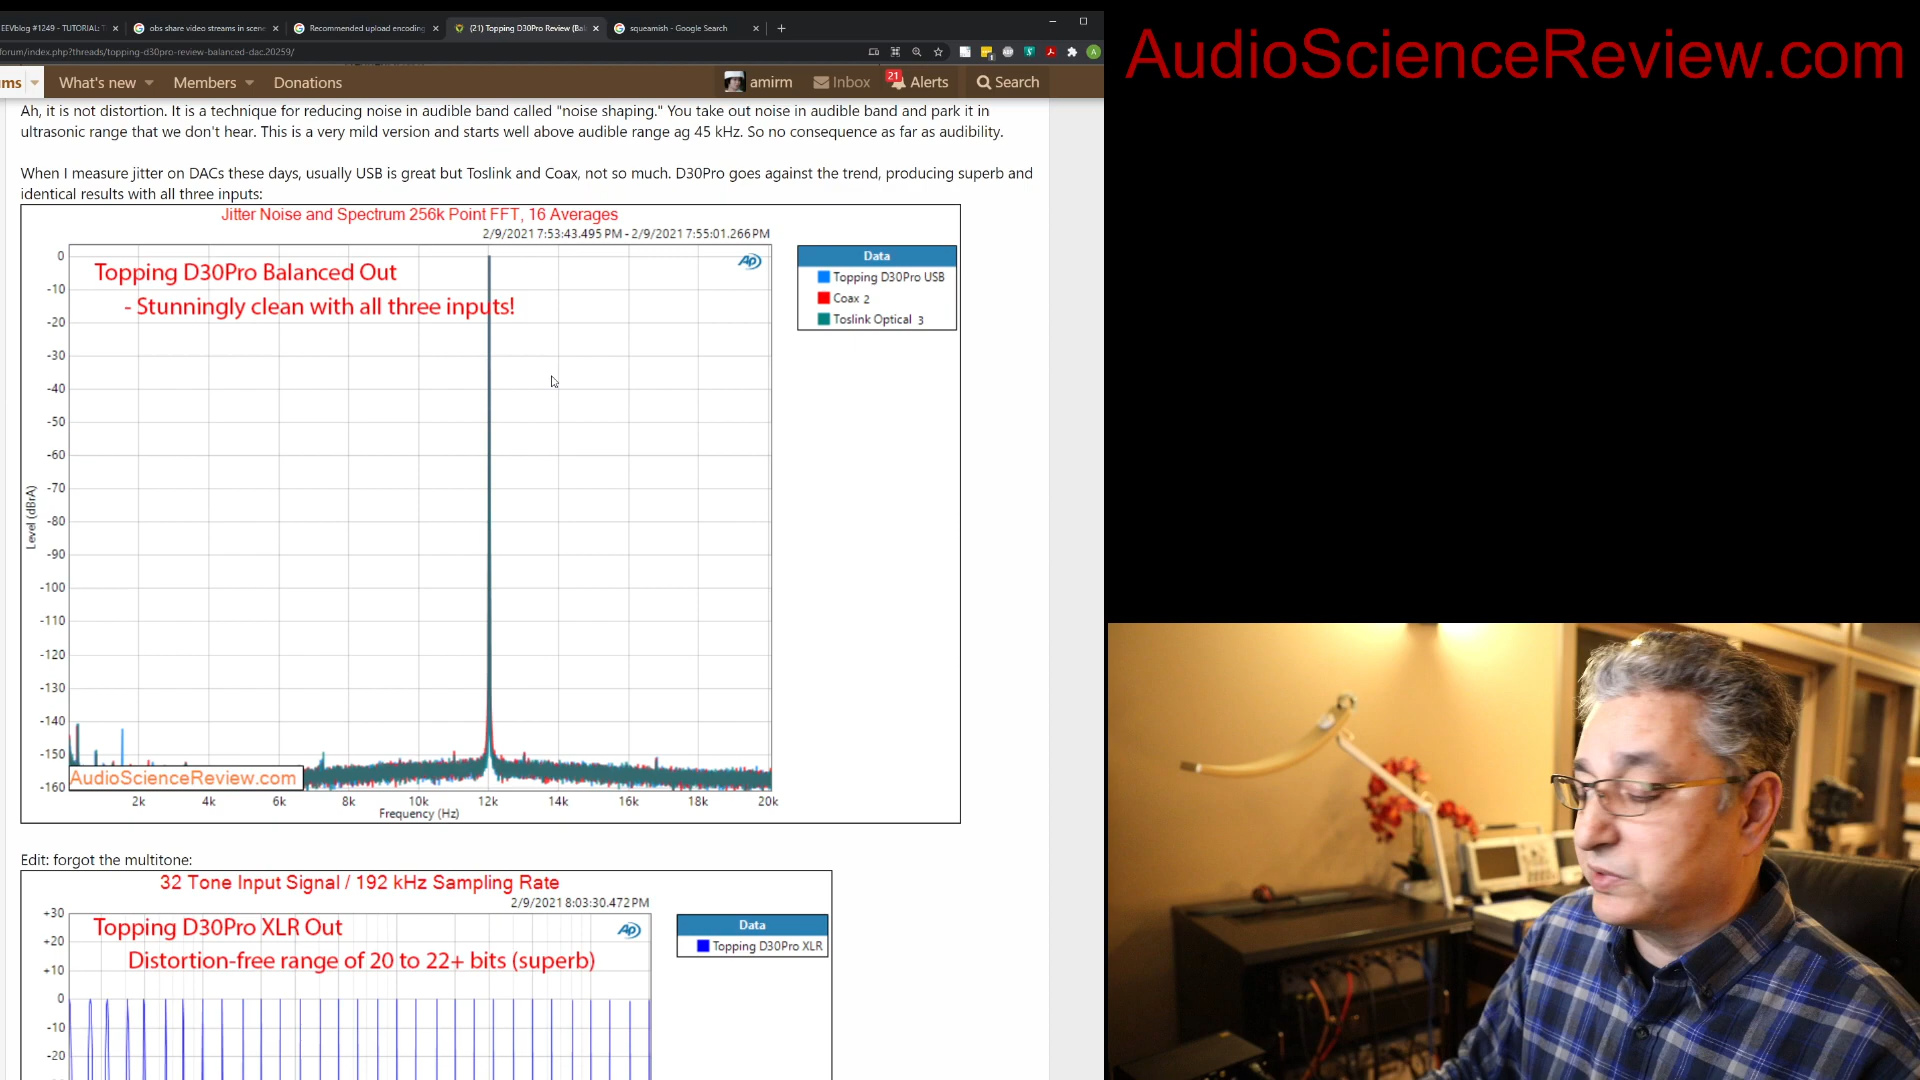 EEVblog #1249 - TUTORIAL: T
obs share video streams in scene
Recommended upload encoding
(21) Topping D30Pro Review (Bal
squeamish - Google Search
forum/index.php?threads/topping-d30pro-review-balanced-dac.20259/
ms
What's new
Members
Donations
amirm
Inbox
21
Alerts
Search
Ah, it is not distortion. It is a technique for reducing noise in audible band called "noise shaping." You take out noise in audible band and park it in
ultrasonic range that we don't hear. This is a very mild version and starts well above audible range ag 45 kHz. So no consequence as far as audibility.
When I measure jitter on DACs these days, usually USB is great but Toslink and Coax, not so much. D30Pro goes against the trend, producing superb and
identical results with all three inputs:
Jitter Noise and Spectrum 256k Point FFT, 16 Averages
2/9/2021 7:53:43.495 PM - 2/9/2021 7:55:01.266PM
Topping D30Pro Balanced Out
- Stunningly clean with all three inputs!
AP
Data
Topping D30Pro USB
Coax 2
Toslink Optical 3
Level (dBrA)
0
-10
-20
-30
-40
-50
-60
-70
-80
-90
-100
-110
-120
-130
-140
-150
-160
AudioScienceReview.com
2k 4k 6k 8k 10k 12k 14k 16k 18k 20k
Frequency (Hz)
Edit: forgot the multitone:
32 Tone Input Signal / 192 kHz Sampling Rate
2/9/2021 8:03:30.472PM
Topping D30Pro XLR Out
Distortion-free range of 20 to 22+ bits (superb)
AP
Data
Topping D30Pro XLR
+30
+20
+10
0
-10
-20
AudioScienceReview.com